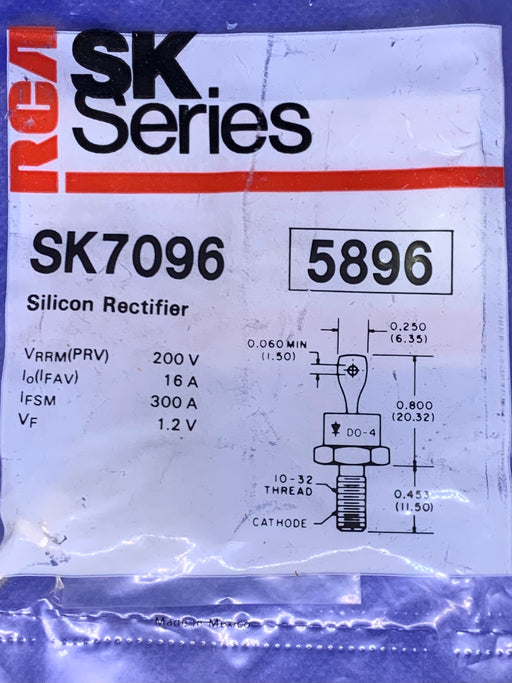 RCA
SK
Series
SK7096
5896
Silicon Rectifier
VRRM(PRV) 200 V
Io(IFAV) 16 A
IFSM 300 A
VF 1.2 V
0.250
(6.35)
0.060 MIN
(1.50)
0.800
(20.32)
DO-4
10-32
THREAD
0.453
(11.50)
CATHODE
Made in Mexico